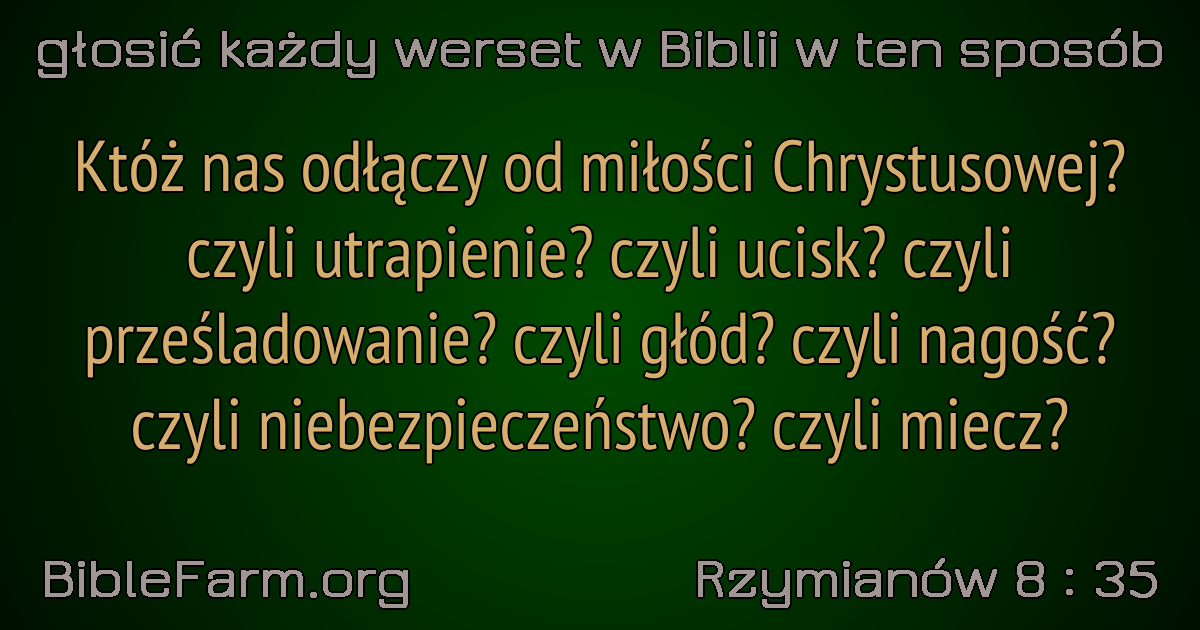 głosić każdy werset w Biblii w ten sposób
Któż nas odłączy od miłości Chrystusowej?
czyli utrapienie? czyli ucisk? czyli
prześladowanie? czyli głód? czyli nagość?
czyli niebezpieczeństwo? czyli miecz?
BibleFarm.org
Rzymianów 8 : 35